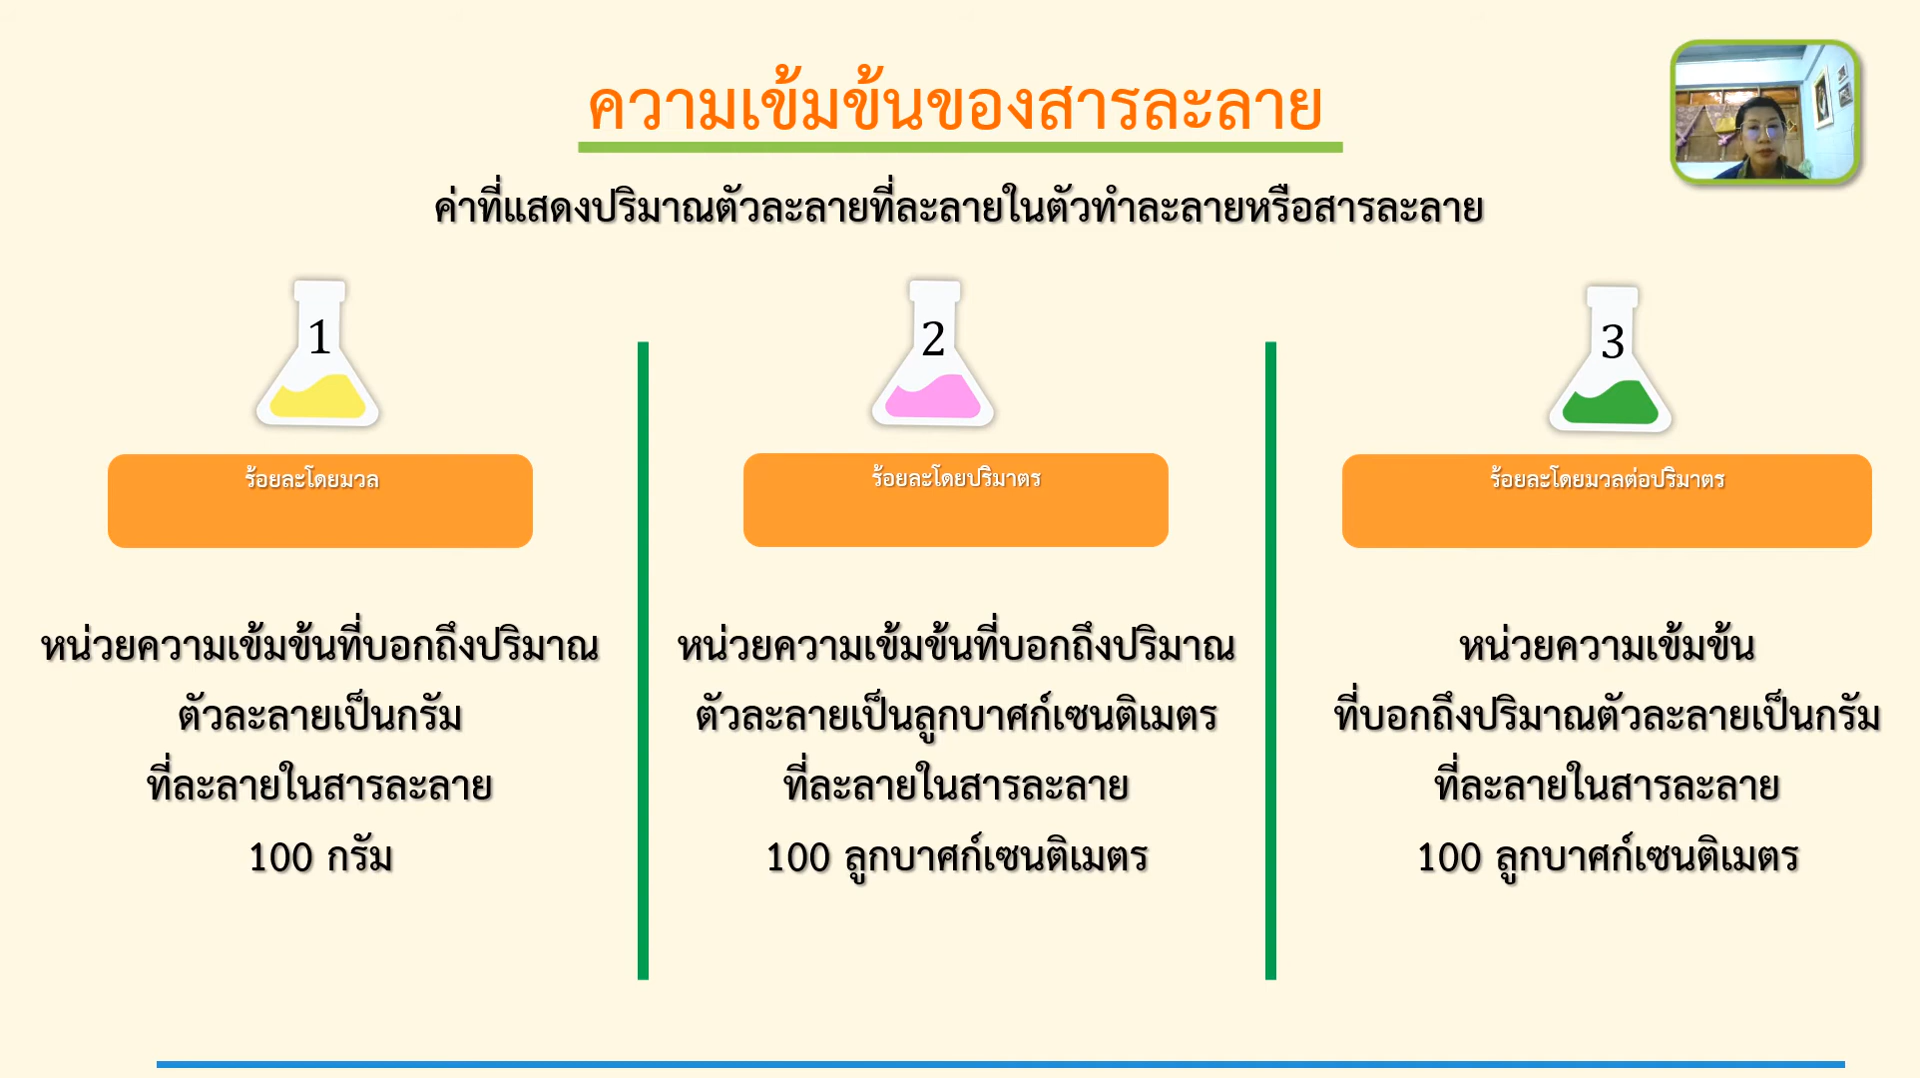 ความเข้มข้นของสารละลาย
ค่าที่แสดงปริมาณตัวละลายที่ละลายในตัวทำละลายหรือสารละลาย
1
ร้อยละโดยมวล
หน่วยความเข้มข้นที่บอกถึงปริมาณ
ตัวละลายเป็นกรัม
ที่ละลายในสารละลาย
100 กรัม
2
ร้อยละโดยปริมาตร
หน่วยความเข้มข้นที่บอกถึงปริมาณ
ตัวละลายเป็นลูกบาศก์เซนติเมตร
ที่ละลายในสารละลาย
100 ลูกบาศก์เซนติเมตร
3
ร้อยละโดยมวลต่อปริมาตร
หน่วยความเข้มข้น
ที่บอกถึงปริมาณตัวละลายเป็นกรัม
ที่ละลายในสารละลาย
100 ลูกบาศก์เซนติเมตร